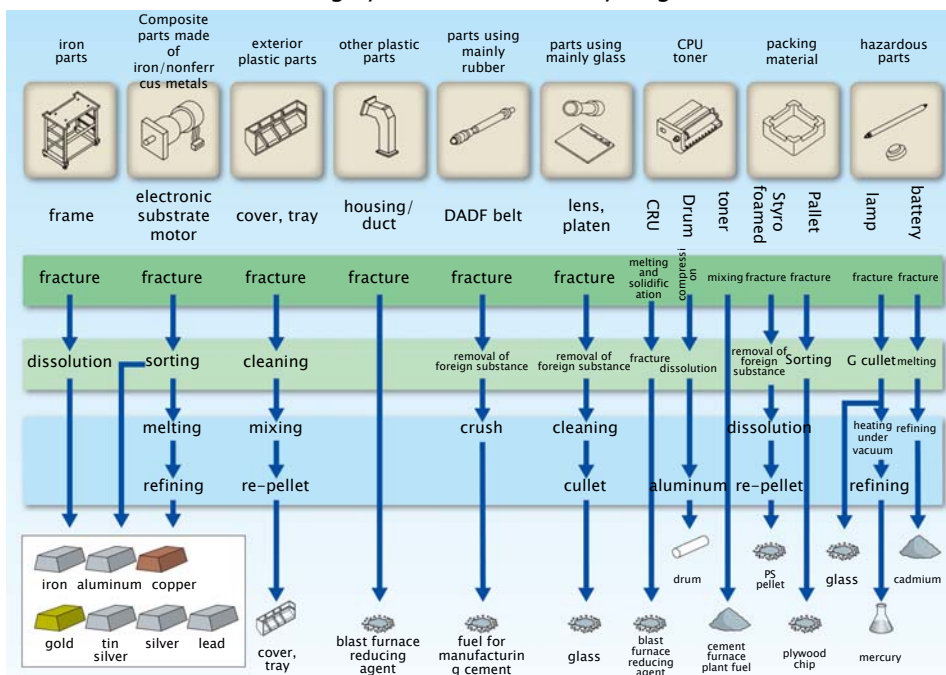 iron
parts
Composite
parts made
of
iron/nonferr
cus metals
exterior
plastic parts
other plastic
parts
parts using
mainly
rubber
parts using
mainly glass
CPU
toner
packing
material
hazardous
parts
frame
electronic
substrate
motor
cover, tray
housing/
duct
DADF belt
lens,
platen
CRU
Drum
toner
Styro
foamed
Pallet
lamp
battery
fracture
fracture
fracture
fracture
fracture
fracture
melting
and
solidific
ation
compressi
on
mixing
fracture
fracture
fracture
fracture
dissolution
sorting
cleaning
removal of
foreign substance
removal of
foreign substance
fracture
dissolution
removal of
foreign
substance
Sorting
G cullet
melting
melting
mixing
crush
cleaning
dissolution
heating
under
vacuum
refining
refining
re-pellet
cullet
aluminum
re-pellet
refining
iron
aluminum
copper
gold
tin
silver
silver
lead
cover,
tray
blast furnace
reducing
agent
fuel for
manufacturin
g cement
glass
blast
furnace
reducing
agent
drum
cement
furnace
plant fuel
PS
pellet
plywood
chip
glass
mercury
cadmium